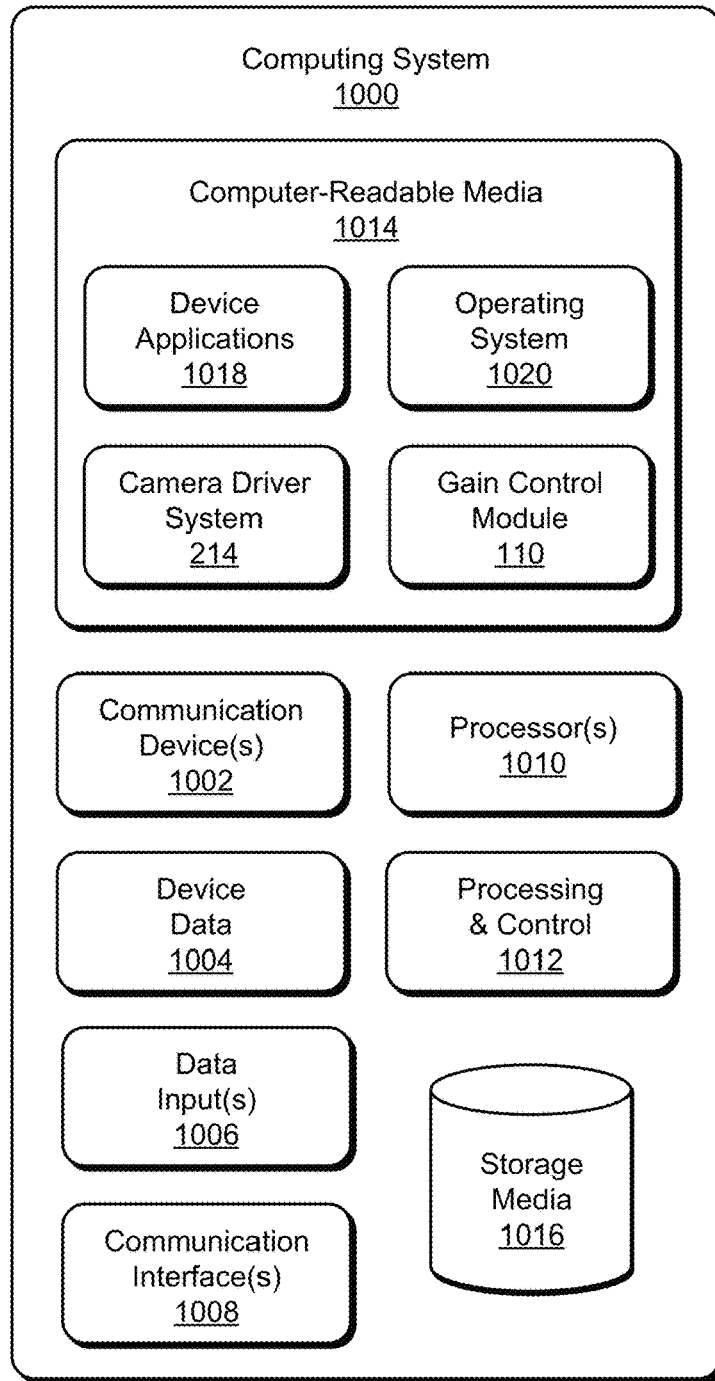 Computing System
1000
Computer-Readable Media
1014
Device
Applications
1018
Operating
System
1020
Camera Driver
System
214
Gain Control
Module
110
Communication
Device(s)
1002
Processor(s)
1010
Device
Data
1004
Processing
& Control
1012
Data
Input(s)
1006
Storage
Media
1016
Communication
Interface(s)
1008